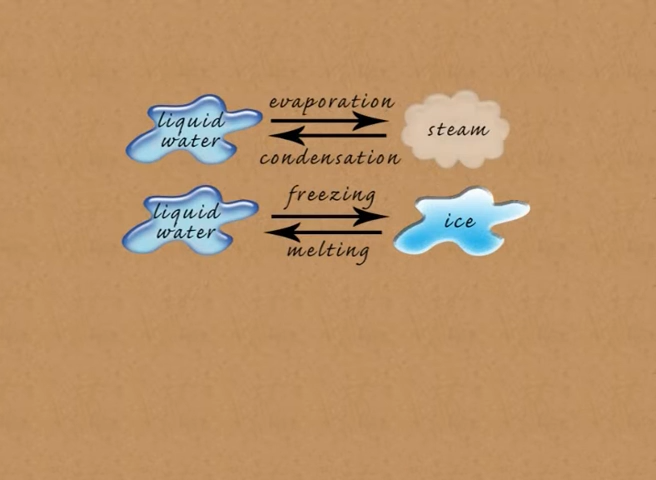 evaporation
liquid
water
steam
condensation
freezing
liquid
water
ice
melting